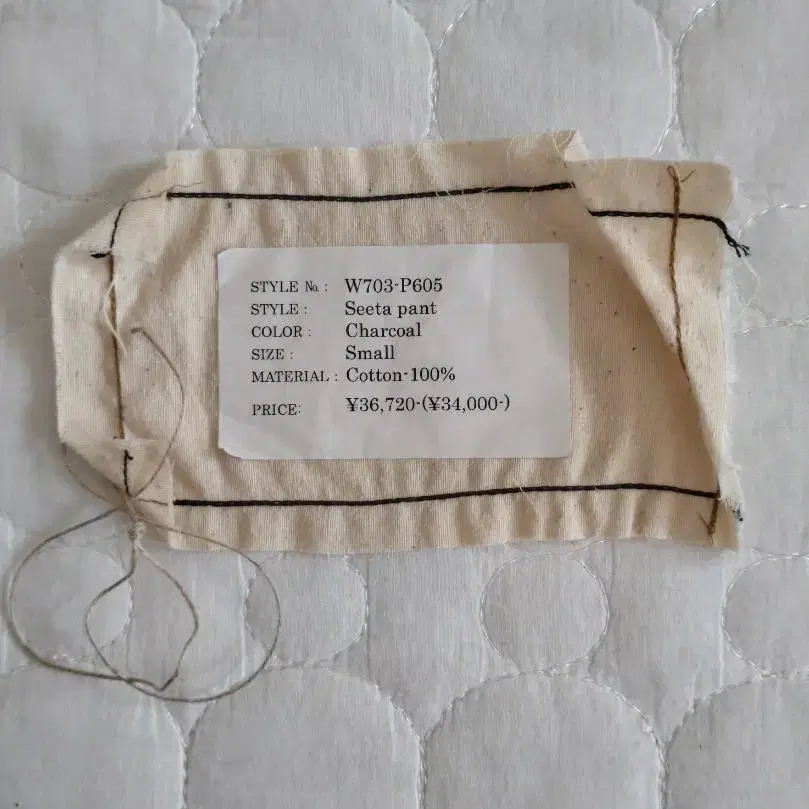 STYLE №. : W703-P605
STYLE : Seeta pant
COLOR : Charcoal
SIZE : Small
MATERIAL : Cotton-100%
PRICE: ¥36,720-(¥34,000-)